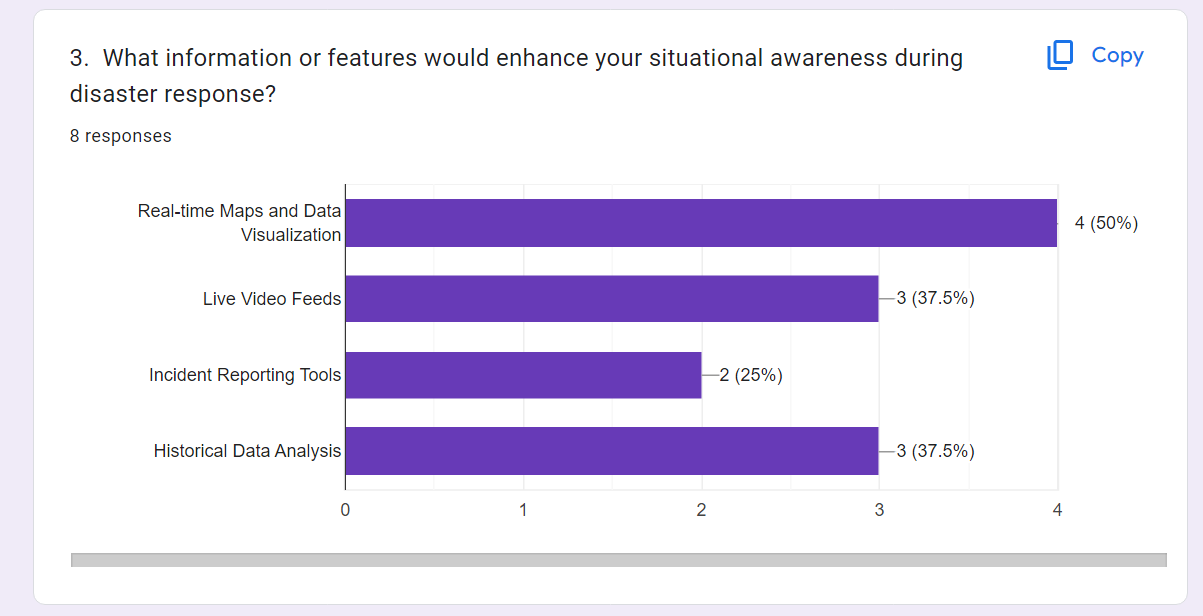 3.  What information or features would enhance your situational awareness during
disaster response?
Copy
8 responses
Real-time Maps and Data
Visualization
4 (50%)
Live Video Feeds
3 (37.5%)
Incident Reporting Tools
2 (25%)
Historical Data Analysis
3 (37.5%)
0 1 2 3 4